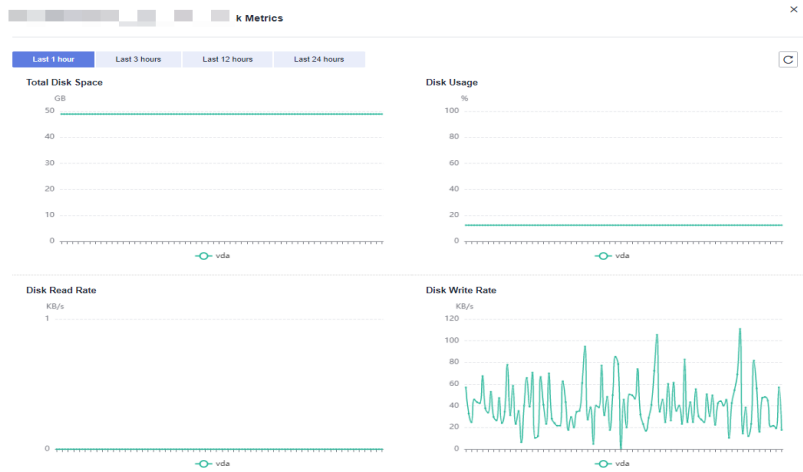 k Metrics
×
Last 1 hour Last 3 hours Last 12 hours Last 24 hours
Total Disk Space
GB
50
40
30
20
10
0
vda
Disk Usage
%
100
80
60
40
20
0
vda
Disk Read Rate
KB/s
1
0
vda
Disk Write Rate
KB/s
120
100
80
60
40
20
0
vda